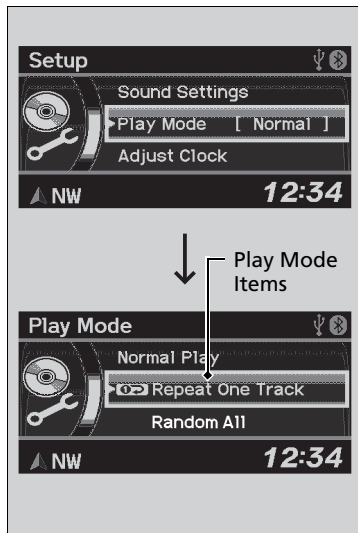 Setup
Sound Settings
Play Mode [ Normal ]
Adjust Clock
NW 12:34
Play Mode
Items
Play Mode
Normal Play
Repeat One Track
Random All
NW 12:34